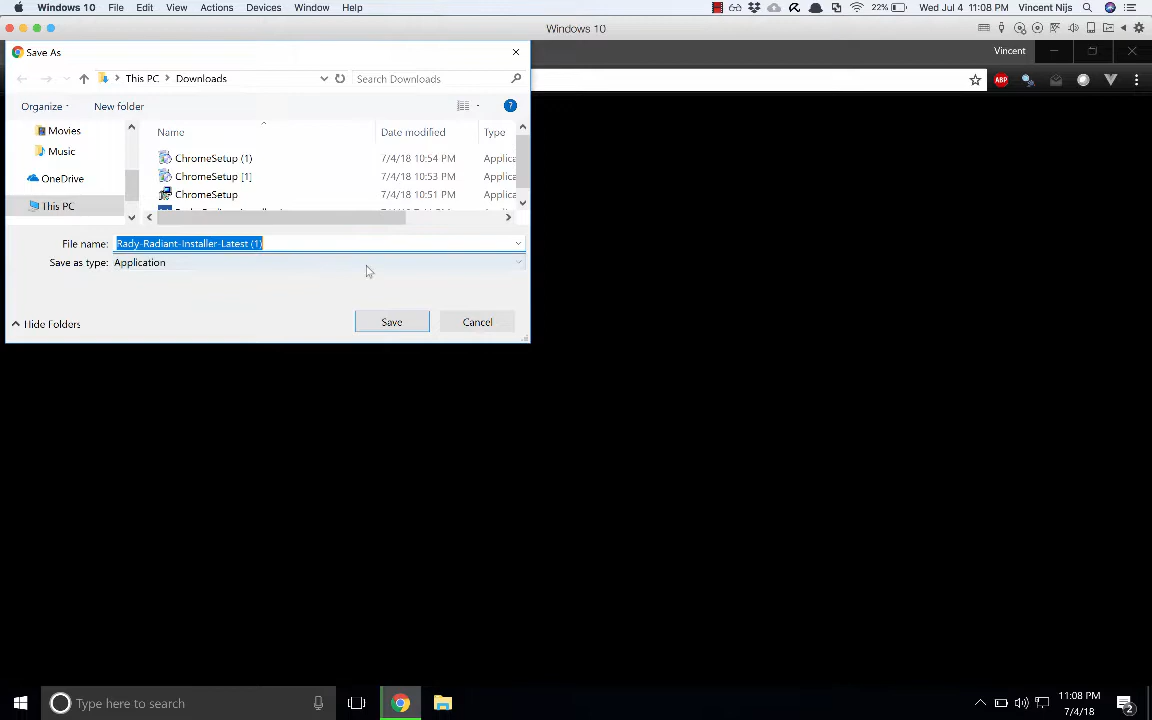 Windows 10 File Edit View Actions Devices Window Help 22% Wed Jul 4 11:08 PM Vincent Nijs
Windows 10
Save As
Vincent
This PC Downloads Search Downloads
Organize New folder
Movies
Music
OneDrive
This PC
Name Date modified Type
ChromeSetup (1) 7/4/18 10:54 PM Applica
ChromeSetup [1] 7/4/18 10:53 PM Applica
ChromeSetup 7/4/18 10:51 PM Applica
File name: Rady-Radiant-Installer-Latest (1)
Save as type: Application
Hide Folders Save Cancel
ABP
Type here to search
11:08 PM
7/4/18
2